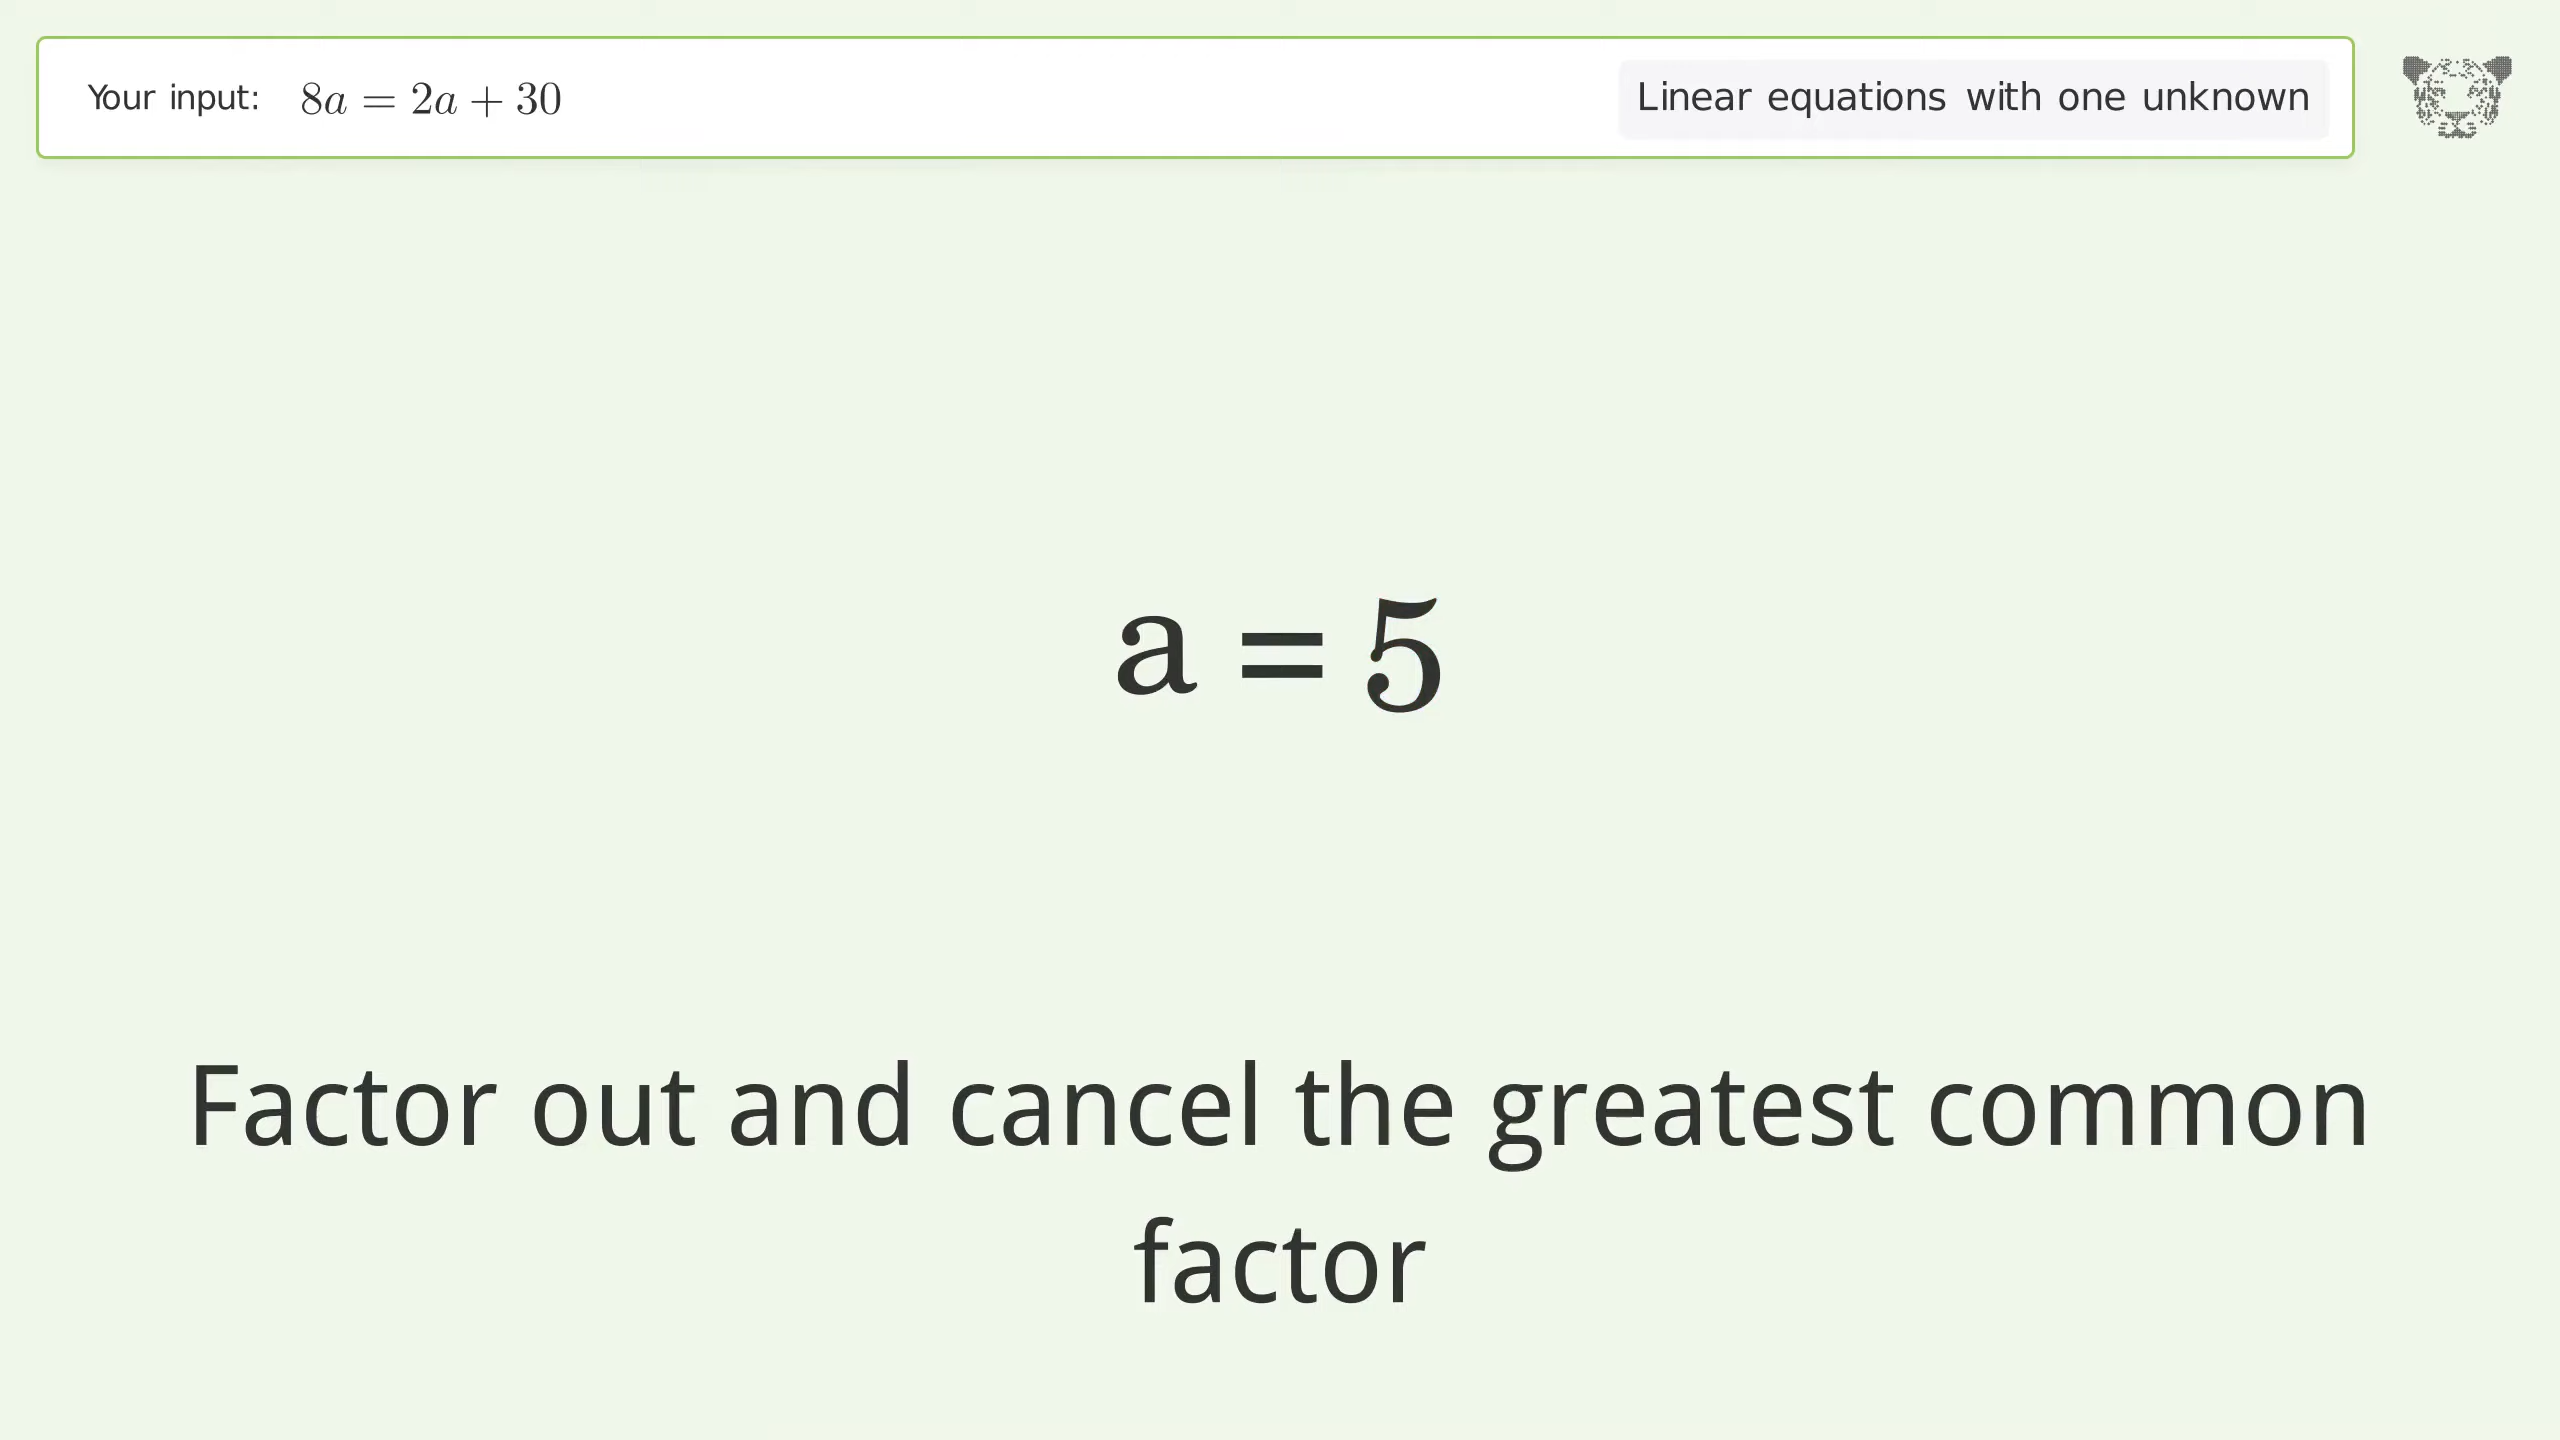 Your input: 8a = 2a + 30
Linear equations with one unknown
a = 5
Factor out and cancel the greatest common
factor